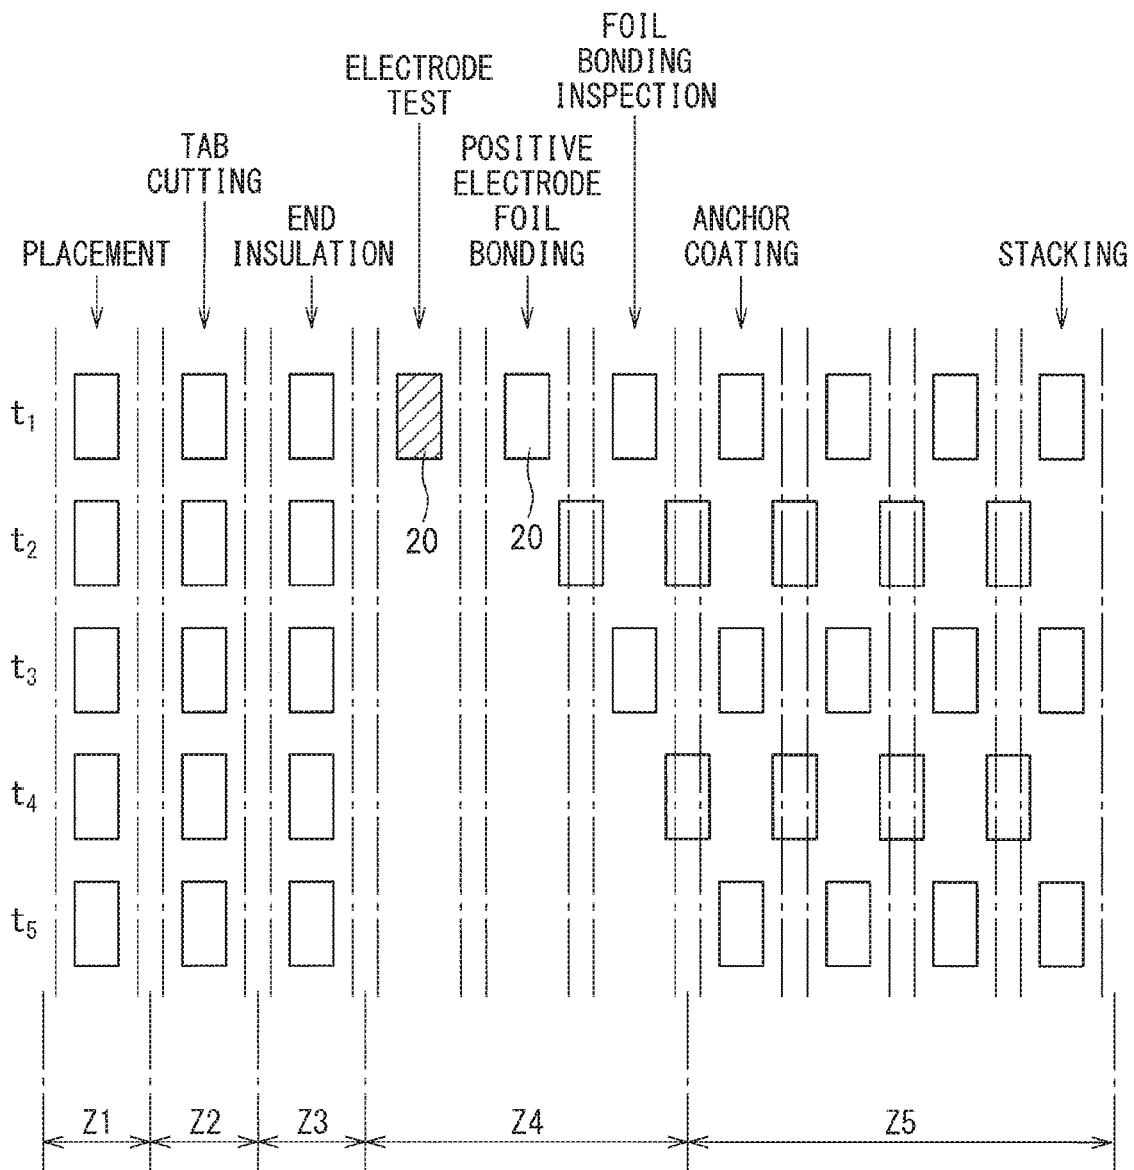 FOIL
BONDING
INSPECTION
ELECTRODE
TEST
TAB
CUTTING
POSITIVE
ELECTRODE
FOIL
BONDING
END
INSULATION
ANCHOR
COATING
PLACEMENT
STACKING
t1
20
20
t2
t3
t4
t5
Z1 Z2 Z3 Z4 Z5